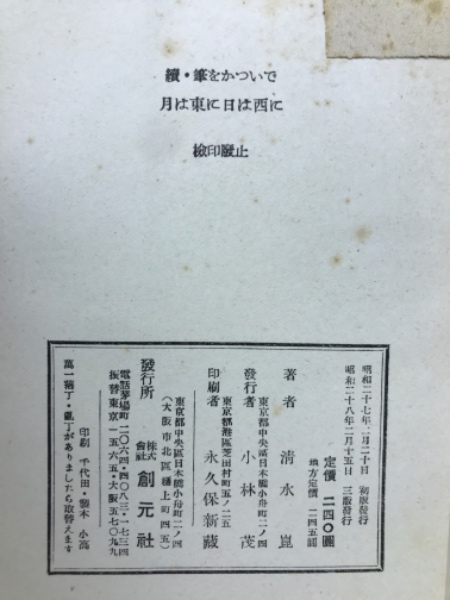 續・筆をかついで
月は東に日は西に
檢印廢止
昭和二十七年二月二十日 初版發行
昭和二十八年二月十五日 三版發行
定價 二四〇圓
地方定價 二四五圓
著者 淸水崑
東京都中央區日本橋小舟町二ノ四
發行者 小林茂
東京都港區芝田村町五ノ二五
印刷者 永久保新藏
東京都中央區日本橋小舟町二ノ四
(大阪市北區樋上町四五)
發行所 株式會社 創元社
電話茅場町二〇六四・四〇八三・一七三四
振替東京一五六五・大阪五七〇九九
印刷 千代田・製本 小高
萬一落丁・亂丁がありましたら取替えます